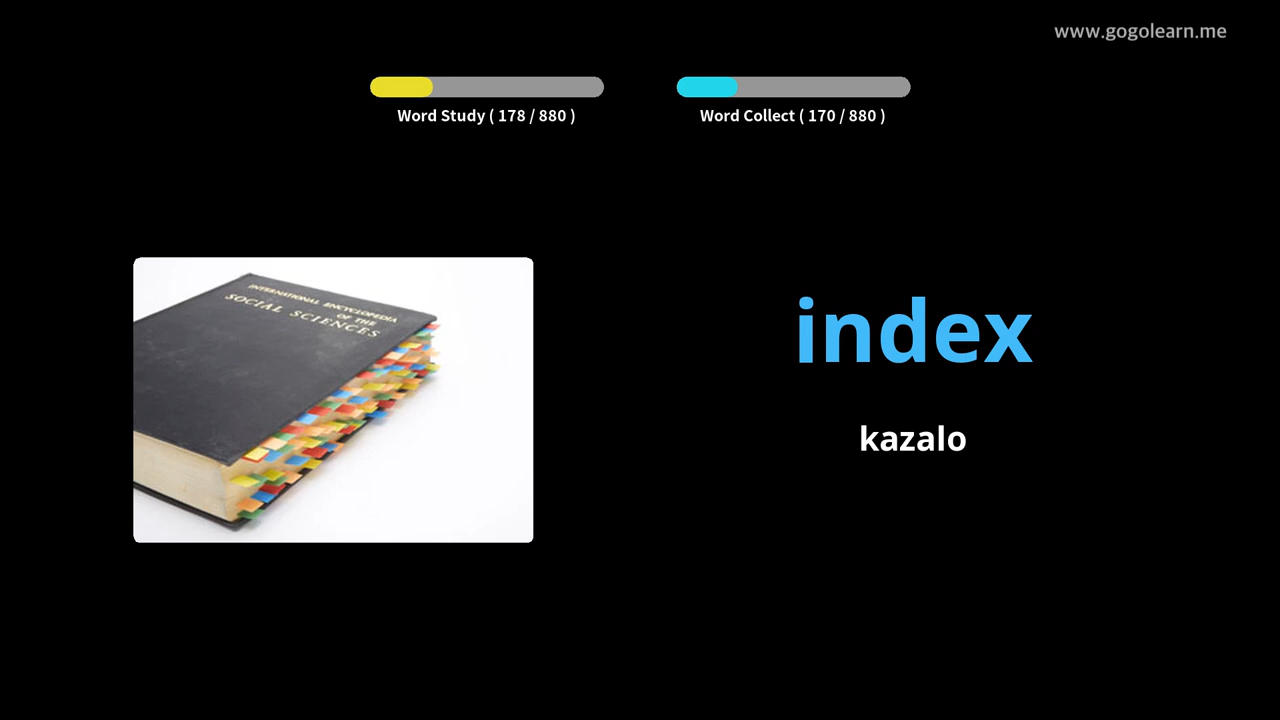 www.gogolearn.me
Word Study ( 178 / 880 )
Word Collect ( 170 / 880 )
INTERNATIONAL ENCYCLOPEDIA
OF THE
SOCIAL SCIENCES
index
kazalo